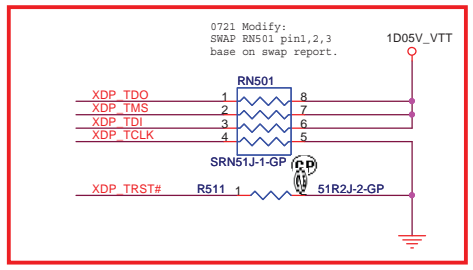 0721 Modify:
SWAP RN501 pin1,2,3
base on swap report.
1D05V_VTT
RN501
XDP_TDO 1 8
XDP_TMS 2 7
XDP_TDI 3 6
XDP_TCLK 4 5
SRN51J-1-GP
GP
XDP_TRST# R511 1 51R2J-2-GP